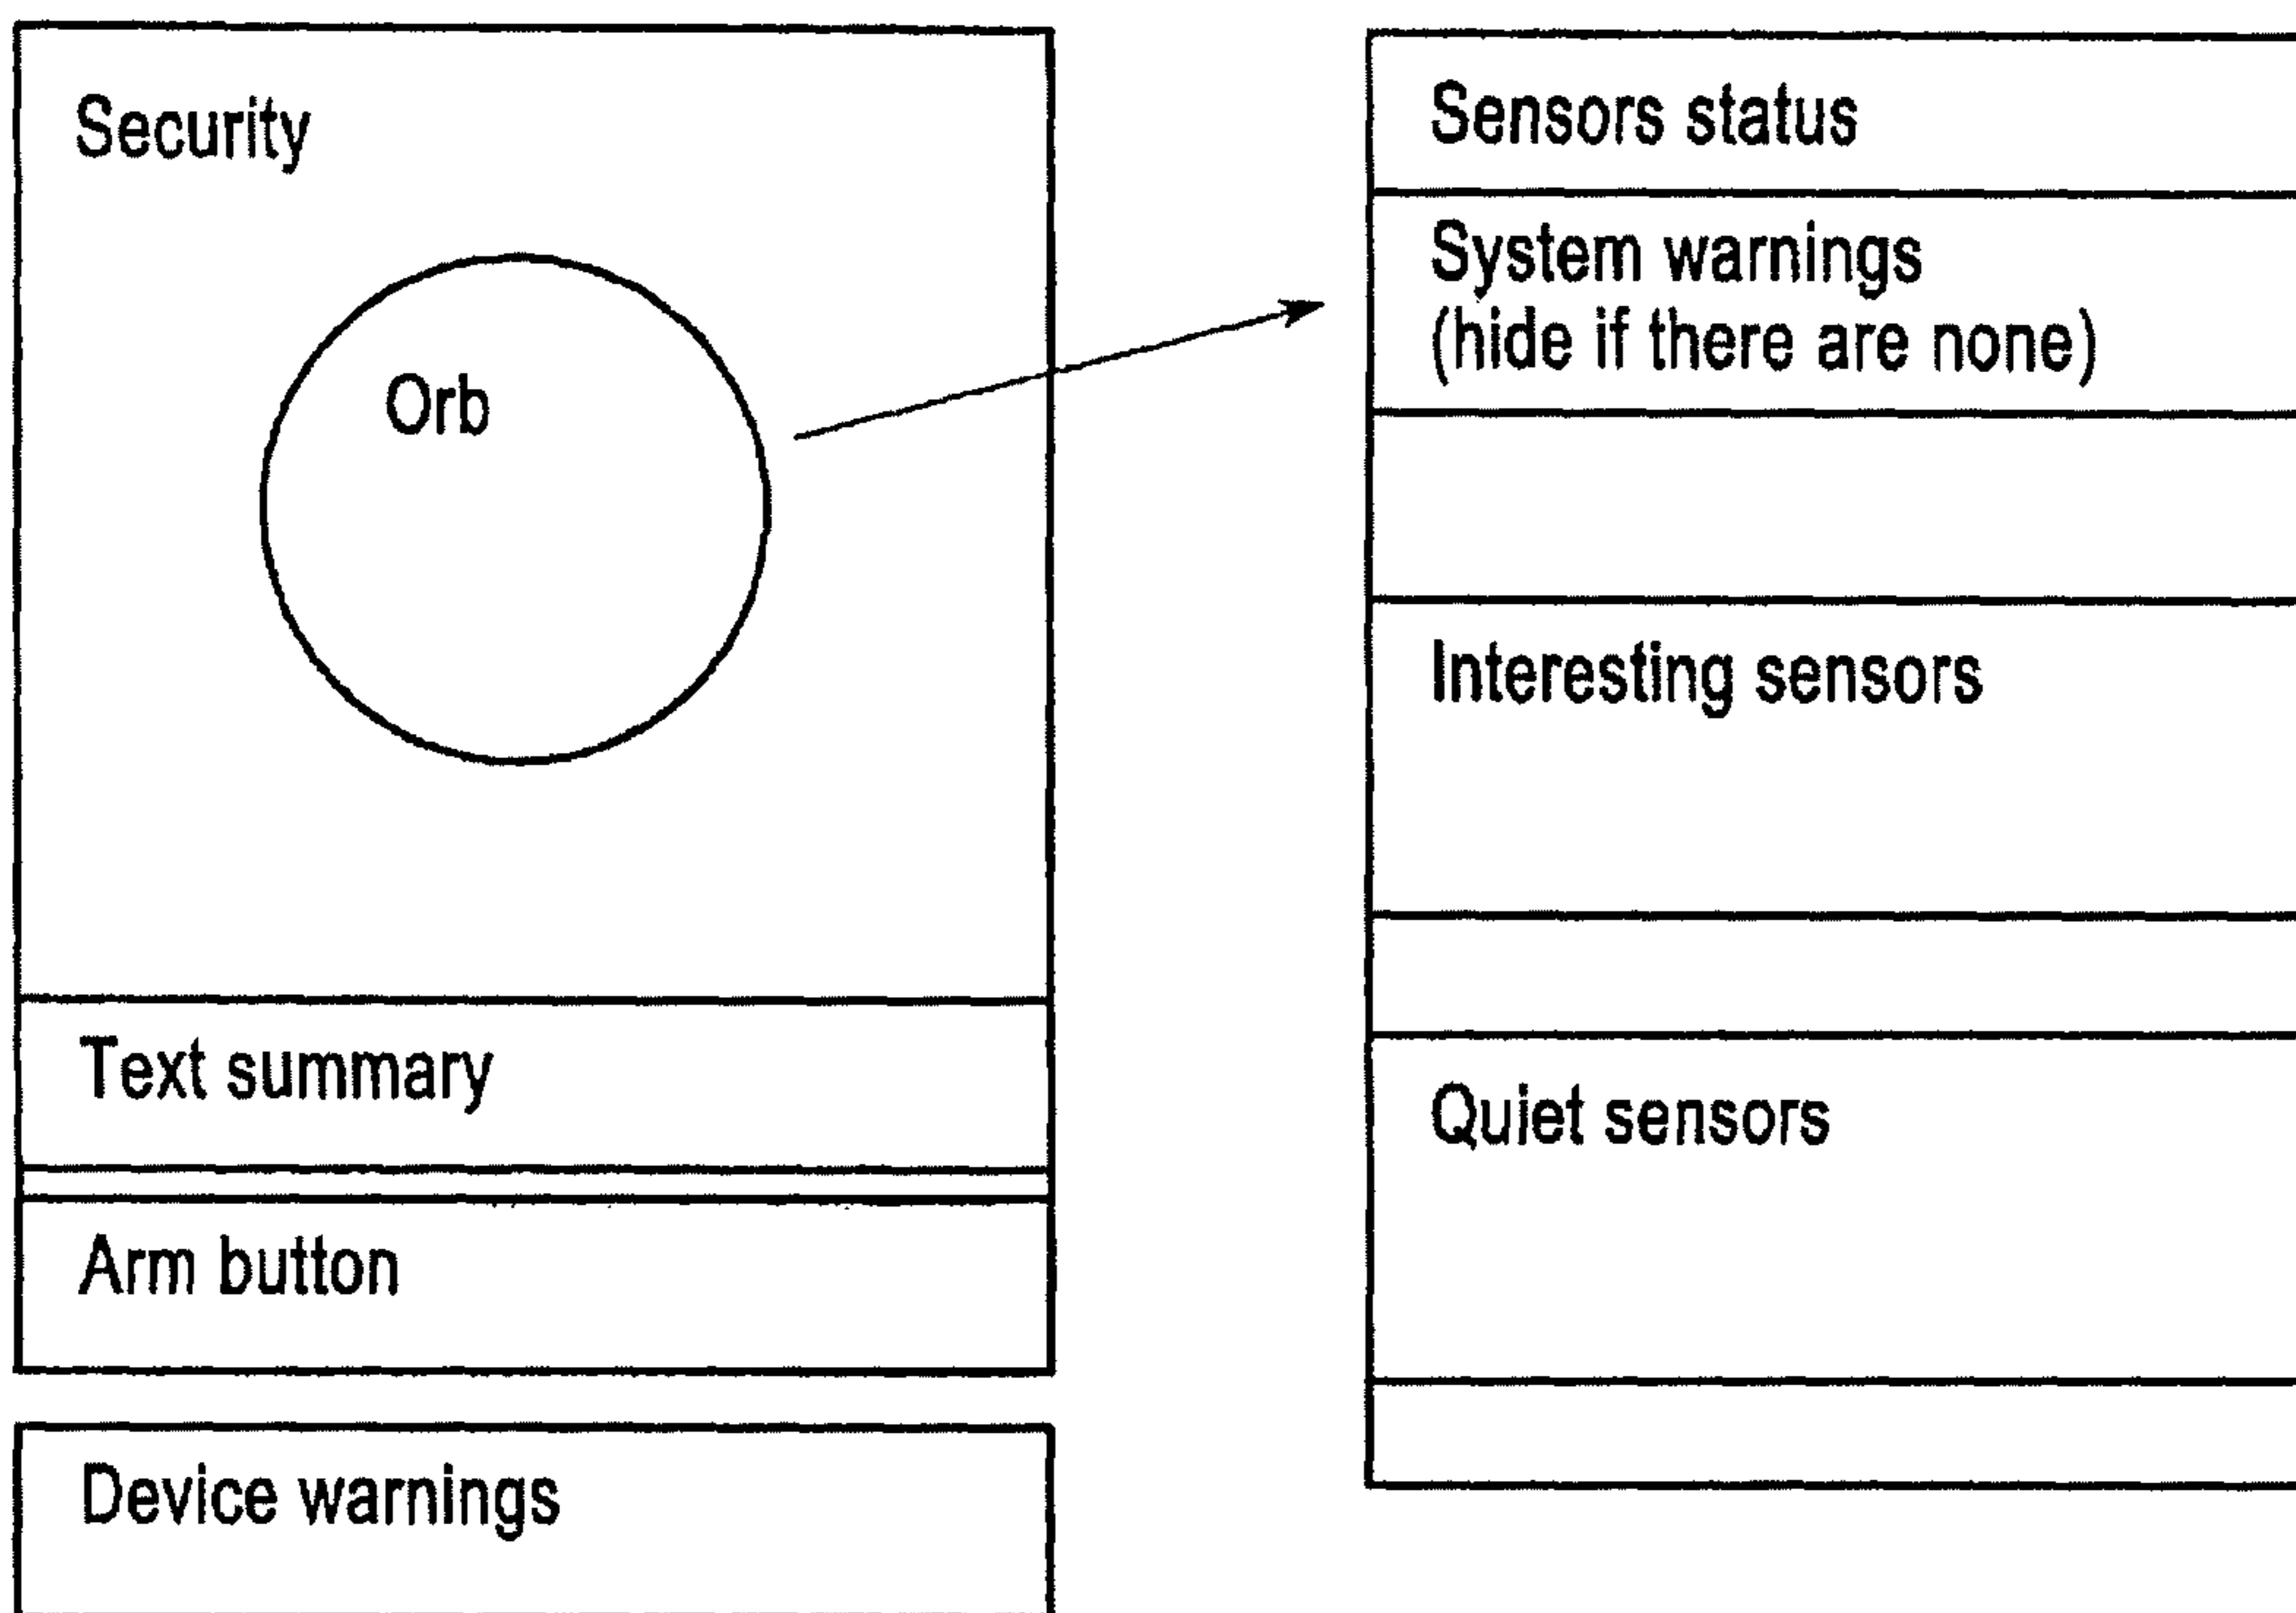 Security
Orb
Text summary
Arm button
Device warnings
Sensors status
System warnings
(hide if there are none)
Interesting sensors
Quiet sensors